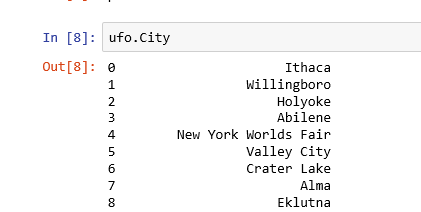 In [8]: ufo.City
Out[8]: 0 Ithaca
1 Willingboro
2 Holyoke
3 Abilene
4 New York Worlds Fair
5 Valley City
6 Crater Lake
7 Alma
8 Eklutna